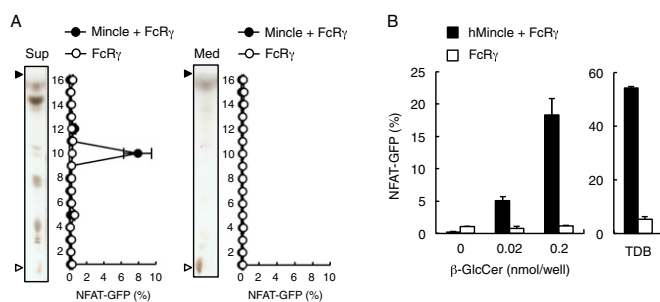 A
Sup
Mincle + FcRγ
FcRγ
16
14
12
10
8
6
4
2
0 2 4 6 8 10
NFAT-GFP (%)
Med
Mincle + FcRγ
FcRγ
16
14
12
10
8
6
4
2
0 2 4 6 8 10
NFAT-GFP (%)
B
hMincle + FcRγ
FcRγ
NFAT-GFP (%)
25
20
15
10
5
0
0 0.02 0.2
β-GlcCer (nmol/well)
60
40
20
0
TDB